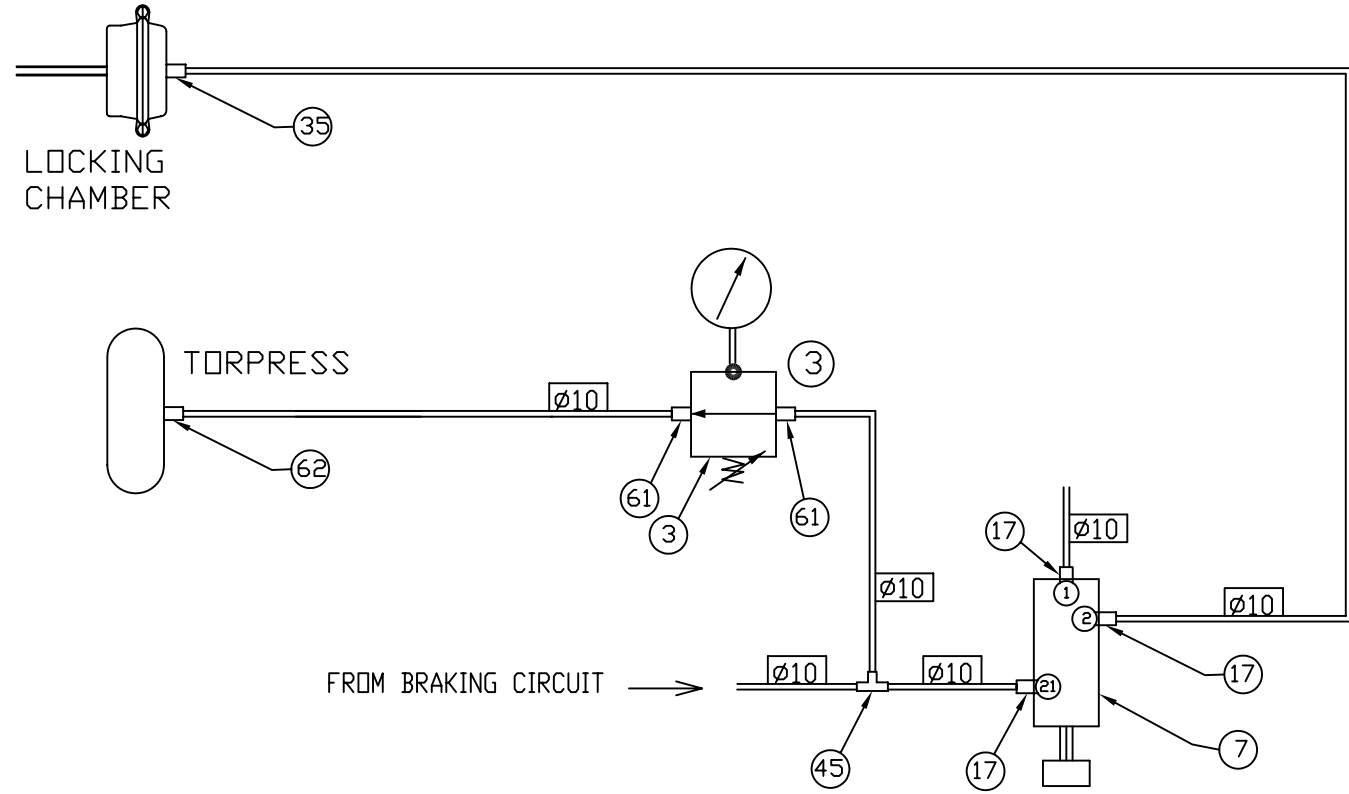 35
LOCKING
CHAMBER
3
TORPRESS
Ø10
62
61
3
61
17
Ø10
1
Ø10
2
Ø10
FROM BRAKING CIRCUIT
Ø10
Ø10
21
17
45
17
7